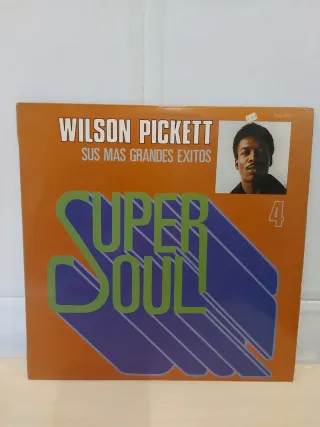 WILSON PICKETT
SUS MAS GRANDES EXITOS
4
SUPER
SOUL